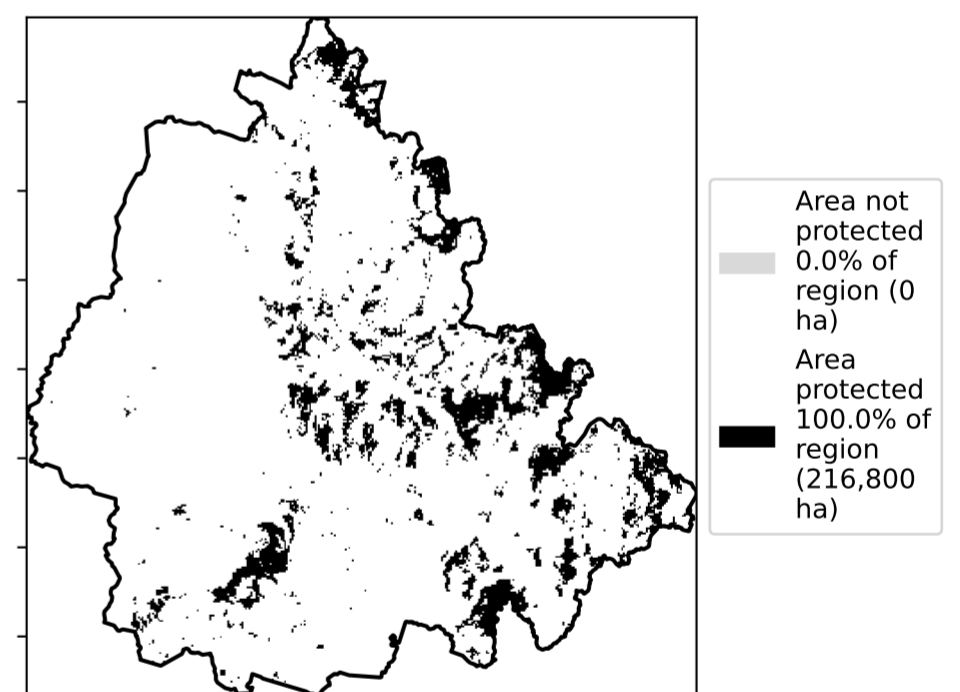 Area not
protected
0.0% of
region (0
ha)
Area
protected
100.0% of
region
(216,800
ha)